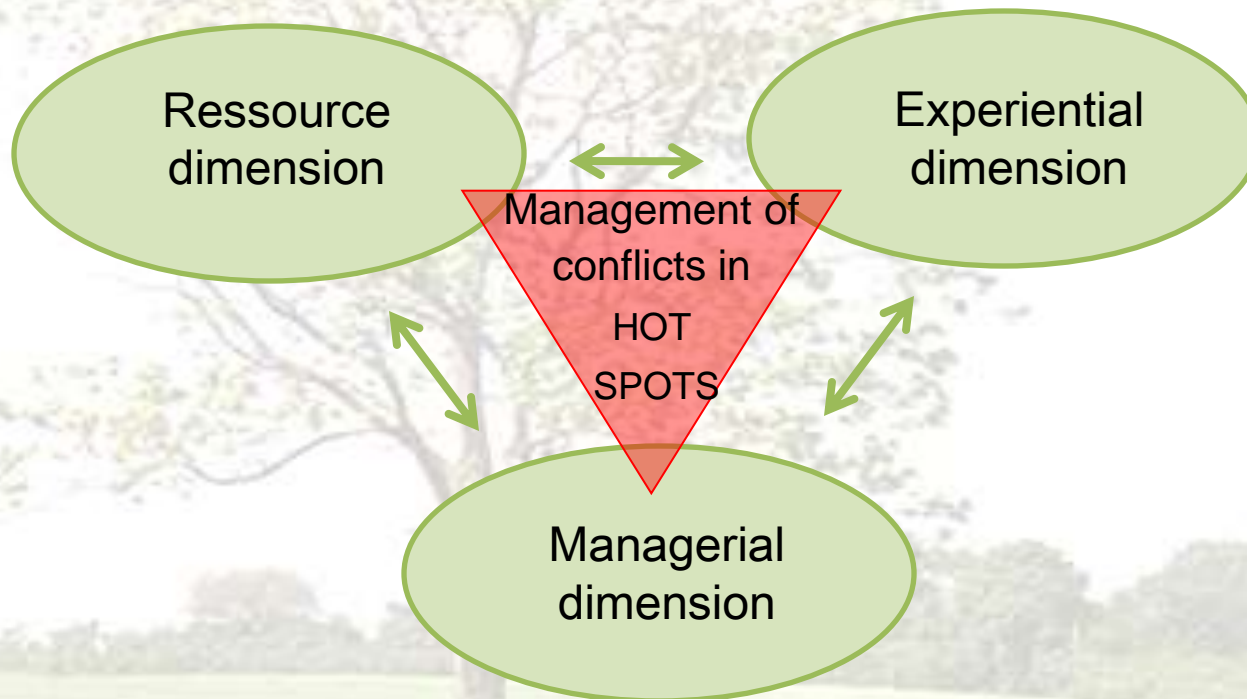 Ressource
dimension
Experiential
dimension
Management of
conflicts in
HOT
SPOTS
Managerial
dimension